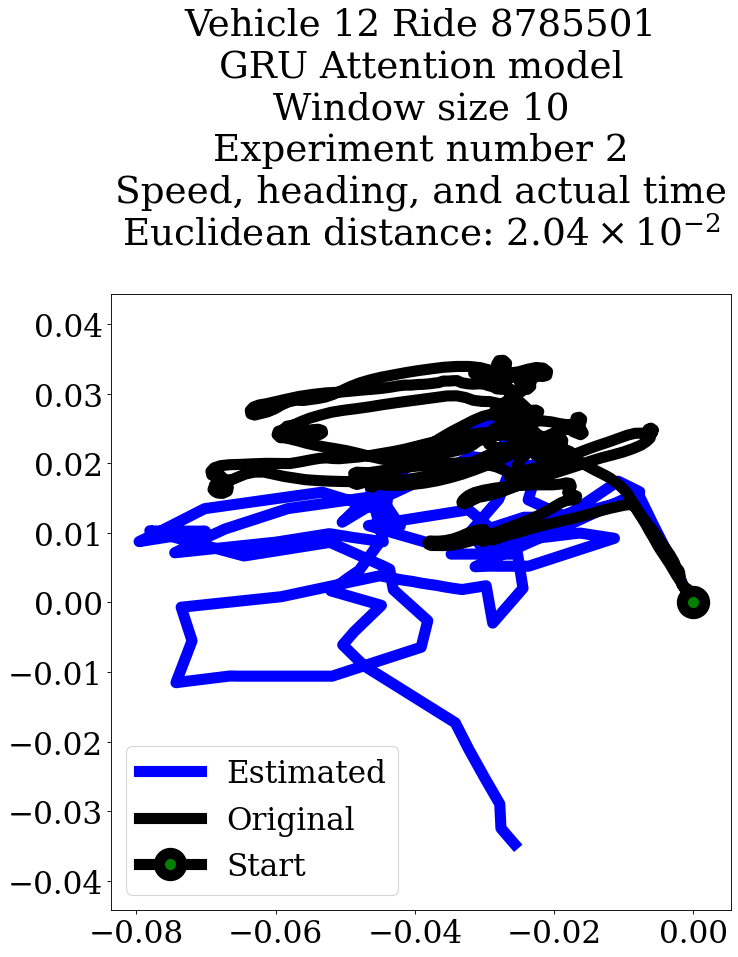 Vehicle 12 Ride 8785501
GRU Attention model
Window size 10
Experiment number 2
Speed, heading, and actual time
Euclidean distance: 2.04 × 10⁻²
0.04
0.03
0.02
0.01
0.00
−0.01
−0.02
−0.03
−0.04
Estimated
Original
Start
−0.08 −0.06 −0.04 −0.02 0.00